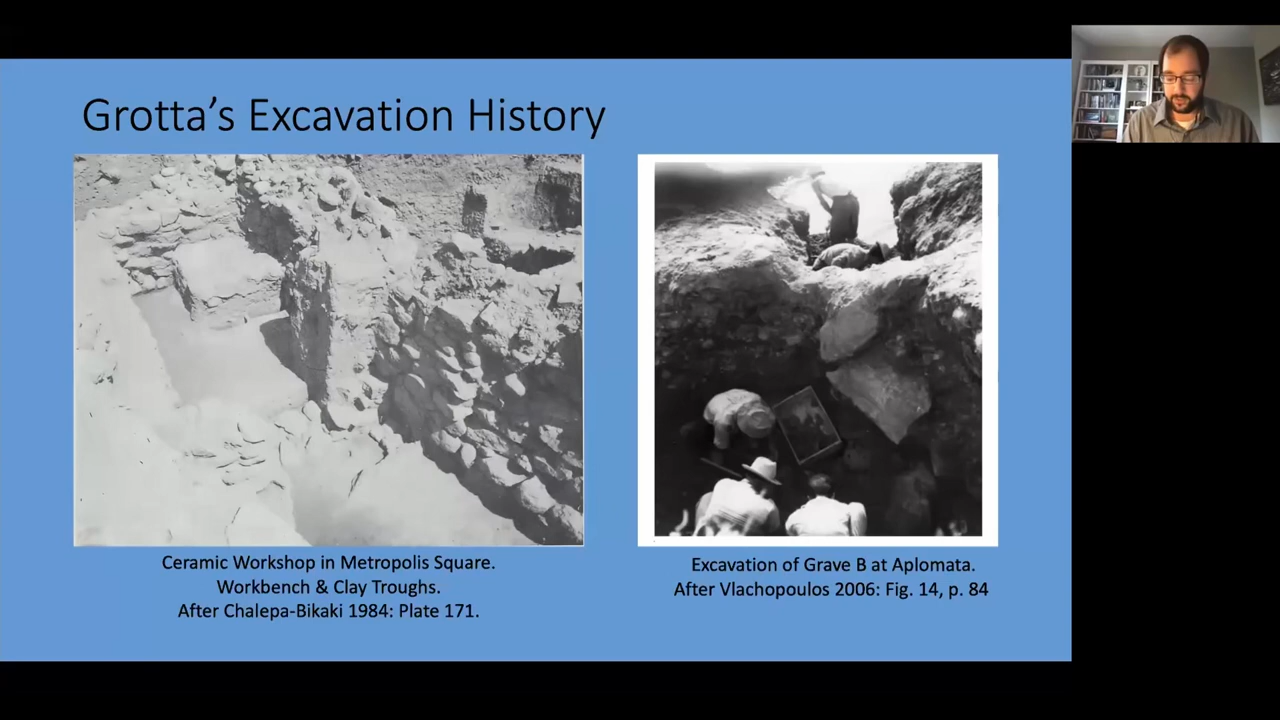 Grotta’s Excavation History
Ceramic Workshop in Metropolis Square.
Workbench & Clay Troughs.
After Chalepa-Bikaki 1984: Plate 171.
Excavation of Grave B at Aplomata.
After Vlachopoulos 2006: Fig. 14, p. 84